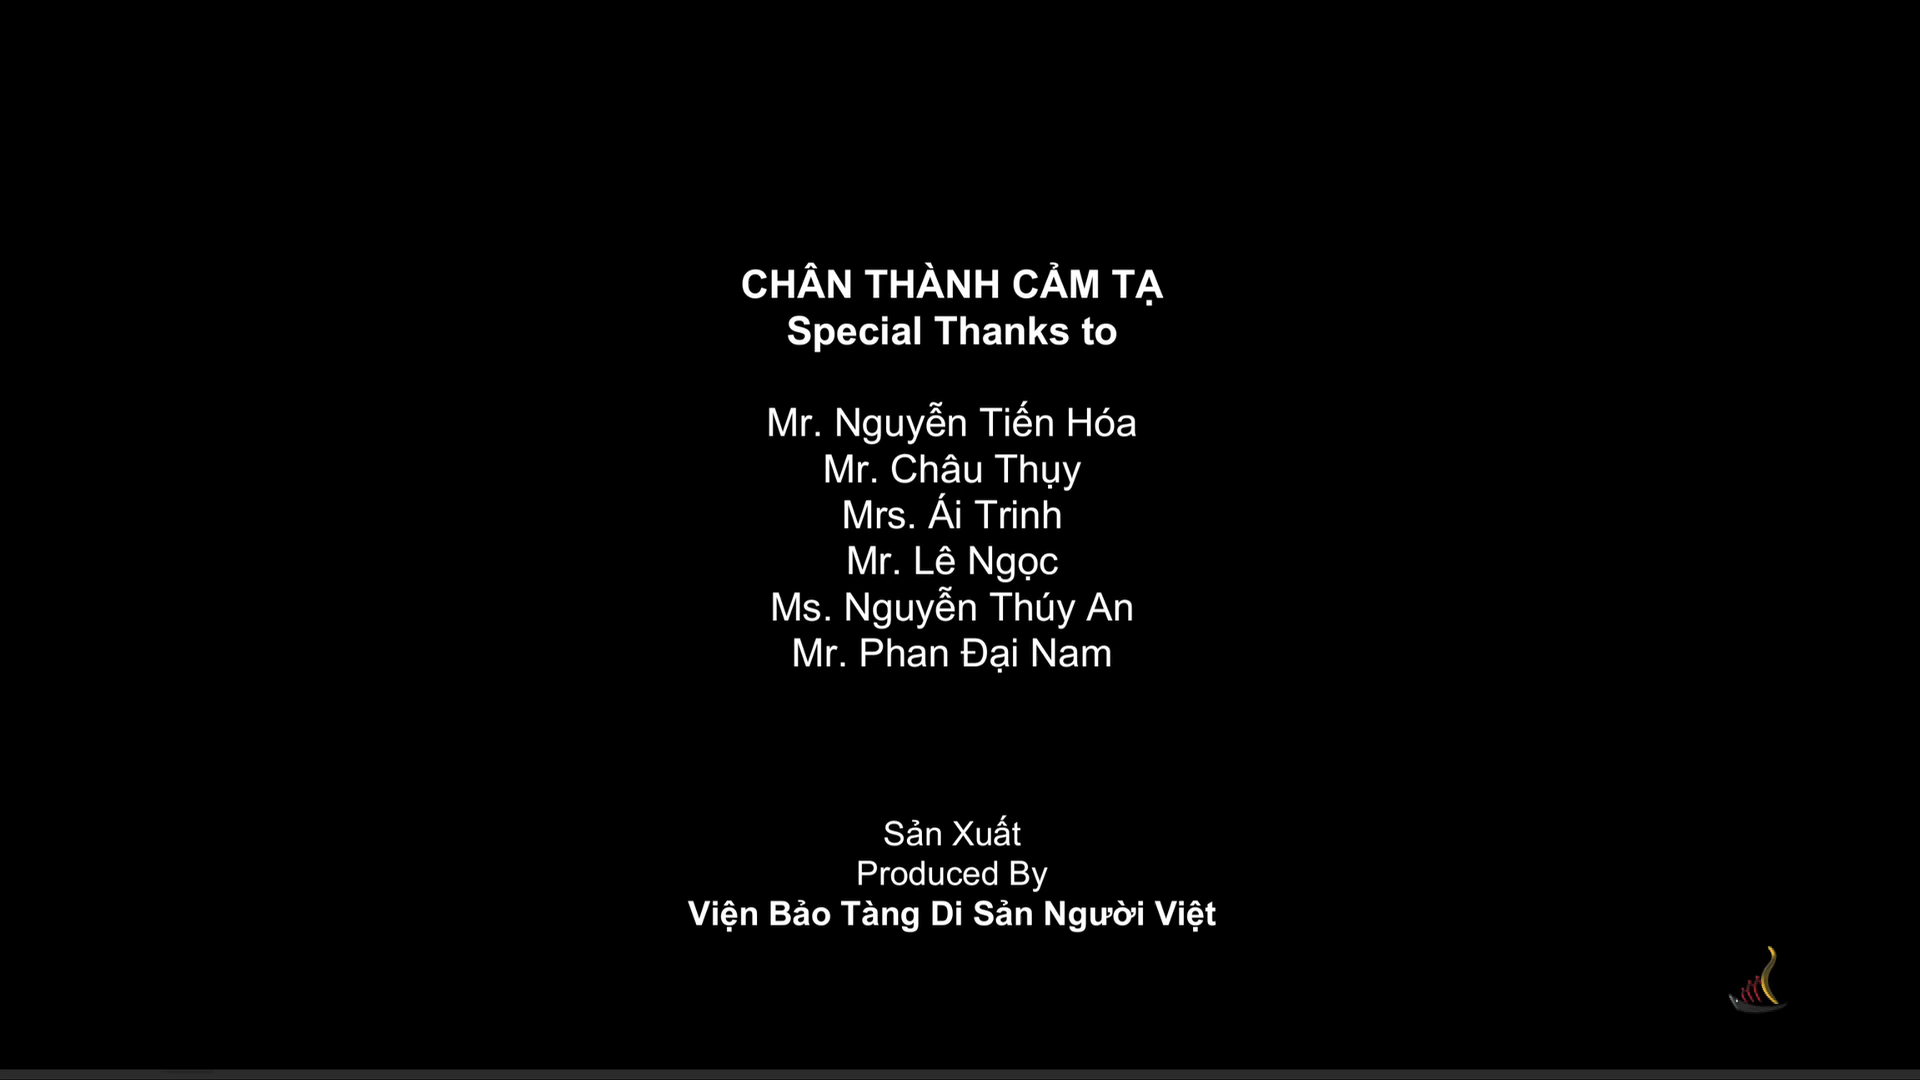 CHÂN THÀNH CẢM TẠ
Special Thanks to
Mr. Nguyễn Tiến Hóa
Mr. Châu Thụy
Mrs. Ái Trinh
Mr. Lê Ngọc
Ms. Nguyễn Thúy An
Mr. Phan Đại Nam
Sản Xuất
Produced By
Viện Bảo Tàng Di Sản Người Việt